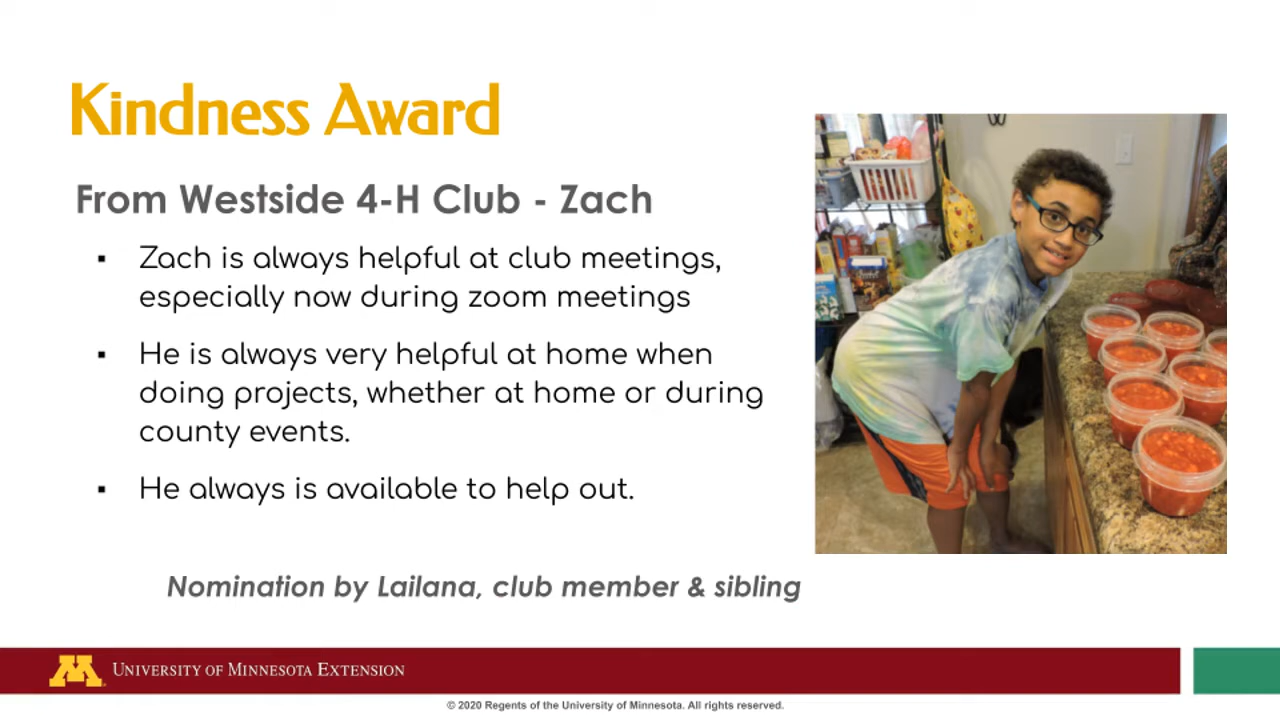 Kindness Award
From Westside 4-H Club - Zach
▪ Zach is always helpful at club meetings,
especially now during zoom meetings
▪ He is always very helpful at home when
doing projects, whether at home or during
county events.
▪ He always is available to help out.
Nomination by Lailana, club member & sibling
M UNIVERSITY OF MINNESOTA EXTENSION
© 2020 Regents of the University of Minnesota. All rights reserved.